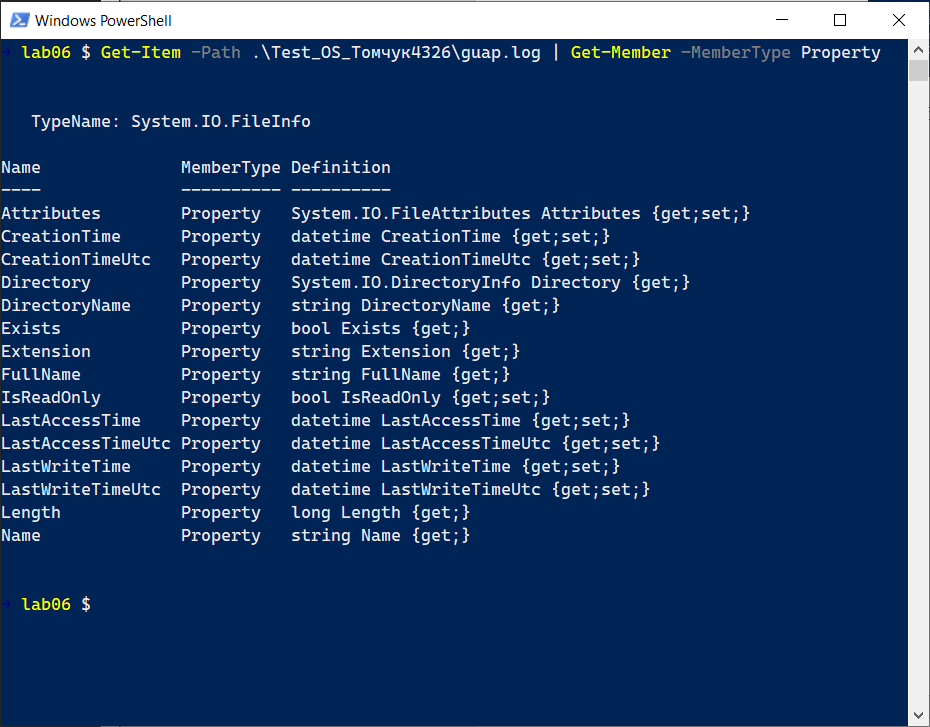 Windows PowerShell
→ lab06 $ Get-Item -Path .\Test_OS_Томчук4326\guap.log | Get-Member -MemberType Property
TypeName: System.IO.FileInfo
Name MemberType Definition
---- ---------- ----------
Attributes Property System.IO.FileAttributes Attributes {get;set;}
CreationTime Property datetime CreationTime {get;set;}
CreationTimeUtc Property datetime CreationTimeUtc {get;set;}
Directory Property System.IO.DirectoryInfo Directory {get;}
DirectoryName Property string DirectoryName {get;}
Exists Property bool Exists {get;}
Extension Property string Extension {get;}
FullName Property string FullName {get;}
IsReadOnly Property bool IsReadOnly {get;set;}
LastAccessTime Property datetime LastAccessTime {get;set;}
LastAccessTimeUtc Property datetime LastAccessTimeUtc {get;set;}
LastWriteTime Property datetime LastWriteTime {get;set;}
LastWriteTimeUtc Property datetime LastWriteTimeUtc {get;set;}
Length Property long Length {get;}
Name Property string Name {get;}
→ lab06 $